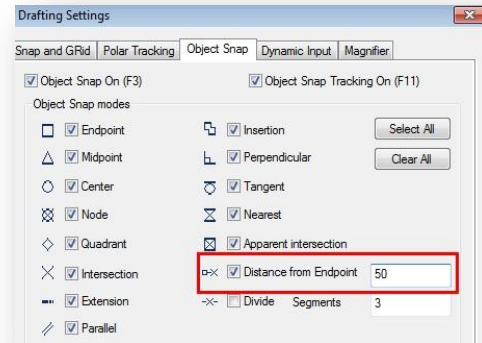 Drafting Settings
Snap and GRid Polar Tracking Object Snap Dynamic Input Magnifier
Object Snap On (F3) Object Snap Tracking On (F11)
Object Snap modes
Endpoint Insertion Select All
Midpoint Perpendicular Clear All
Center Tangent
Node Nearest
Quadrant Apparent intersection
Intersection Distance from Endpoint 50
Extension Divide Segments 3
Parallel